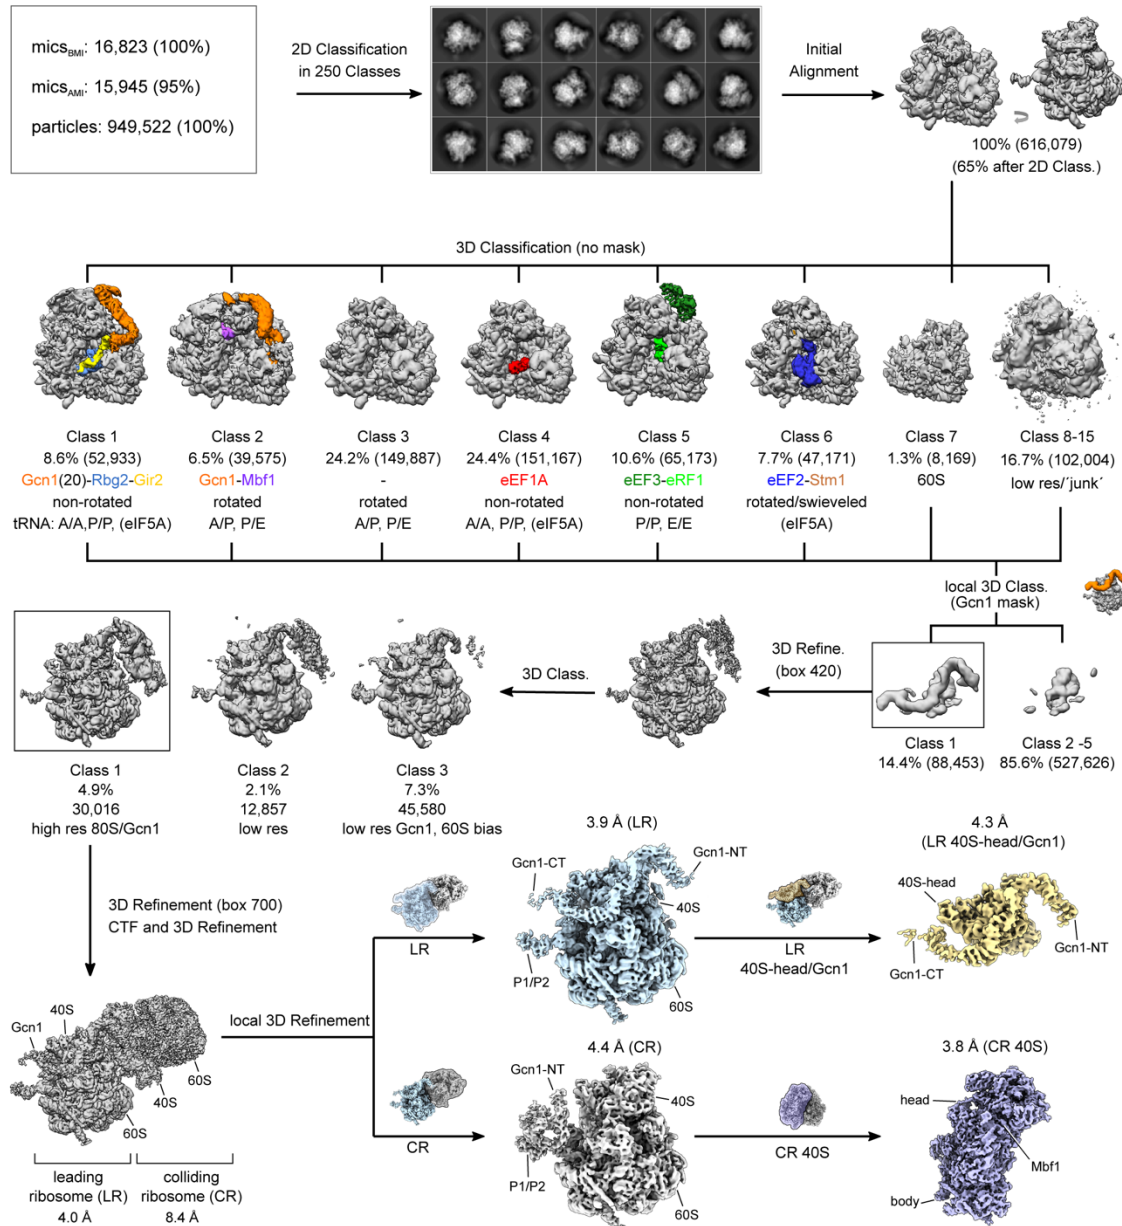 mics_BMI: 16,823 (100%)
mics_AMI: 15,945 (95%)
particles: 949,522 (100%)
2D Classification
in 250 Classes
Initial
Alignment
100% (616,079)
(65% after 2D Class.)
3D Classification (no mask)
Class 1
8.6% (52,933)
Gcn1(20)-Rbg2-Gir2
non-rotated
tRNA: A/A,P/P, (eIF5A)
Class 2
6.5% (39,575)
Gcn1-Mbf1
rotated
A/P, P/E
Class 3
24.2% (149,887)
-
rotated
A/P, P/E
Class 4
24.4% (151,167)
eEF1A
non-rotated
A/A, P/P, (eIF5A)
Class 5
10.6% (65,173)
eEF3-eRF1
non-rotated
P/P, E/E
Class 6
7.7% (47,171)
eEF2-Stm1
rotated/swieveled
(eIF5A)
Class 7
1.3% (8,169)
60S
Class 8-15
16.7% (102,004)
low res/´junk´
local 3D Class.
(Gcn1 mask)
Class 1
14.4% (88,453)
Class 2 -5
85.6% (527,626)
3D Refine.
(box 420)
3D Class.
Class 1
4.9%
30,016
high res 80S/Gcn1
Class 2
2.1%
12,857
low res
Class 3
7.3%
45,580
low res Gcn1, 60S bias
3D Refinement (box 700)
CTF and 3D Refinement
Gcn1
40S
60S
40S
60S
leading
ribosome (LR)
4.0 Å
colliding
ribosome (CR)
8.4 Å
local 3D Refinement
LR
3.9 Å (LR)
Gcn1-CT
Gcn1-NT
40S
P1/P2
60S
LR
40S-head/Gcn1
4.3 Å
(LR 40S-head/Gcn1)
40S-head
Gcn1-NT
Gcn1-CT
CR
4.4 Å (CR)
Gcn1-NT
40S
P1/P2
60S
CR 40S
3.8 Å (CR 40S)
head
Mbf1
body